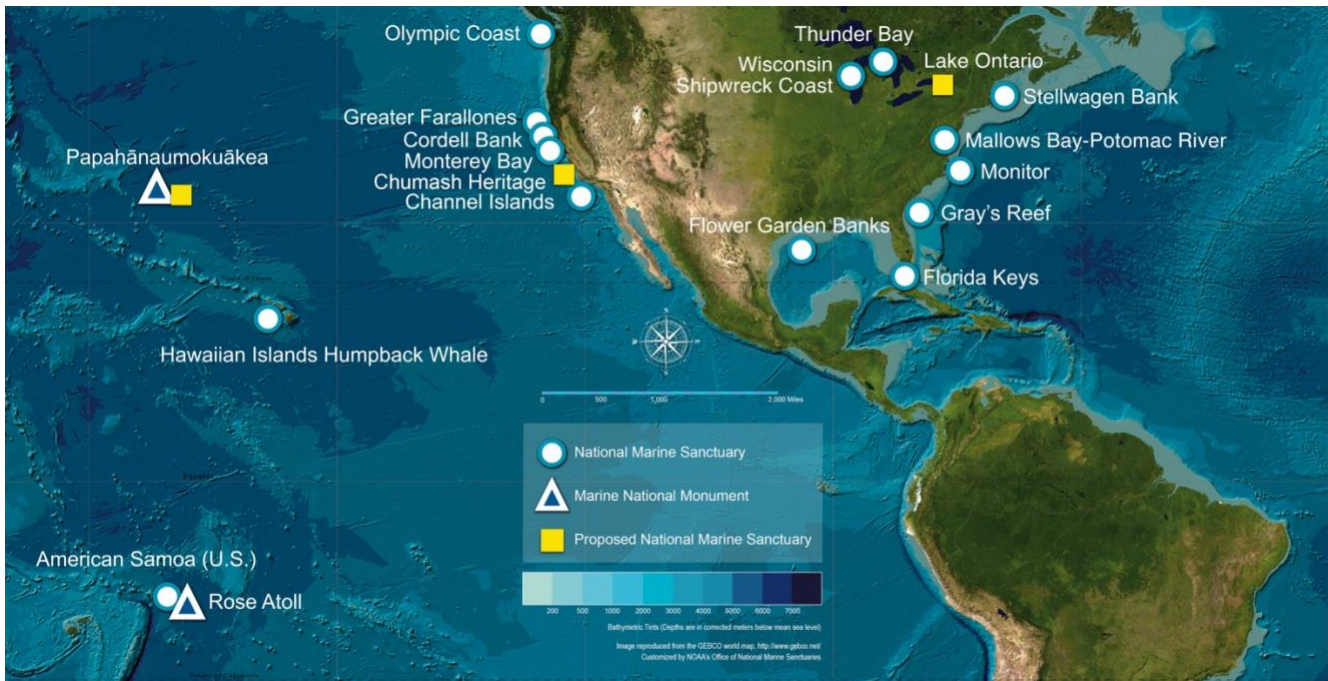 Olympic Coast
Thunder Bay
Wisconsin
Shipwreck Coast
Lake Ontario
Stellwagen Bank
Greater Farallones
Cordell Bank
Monterey Bay
Chumash Heritage
Channel Islands
Mallows Bay-Potomac River
Monitor
Papahānaumokuākea
Gray's Reef
Flower Garden Banks
Florida Keys
Hawaiian Islands Humpback Whale
0 500 1,000 2,000 Miles
National Marine Sanctuary
Marine National Monument
Proposed National Marine Sanctuary
American Samoa (U.S.)
Rose Atoll
200 500 1000 2000 3000 4000 5000 6000 7000
Bathymetric Tints (Depths are in corrected meters below mean sea level)
Image reproduced from the GEBCO world map, http://www.gebco.net/
Customized by NOAA's Office of National Marine Sanctuaries